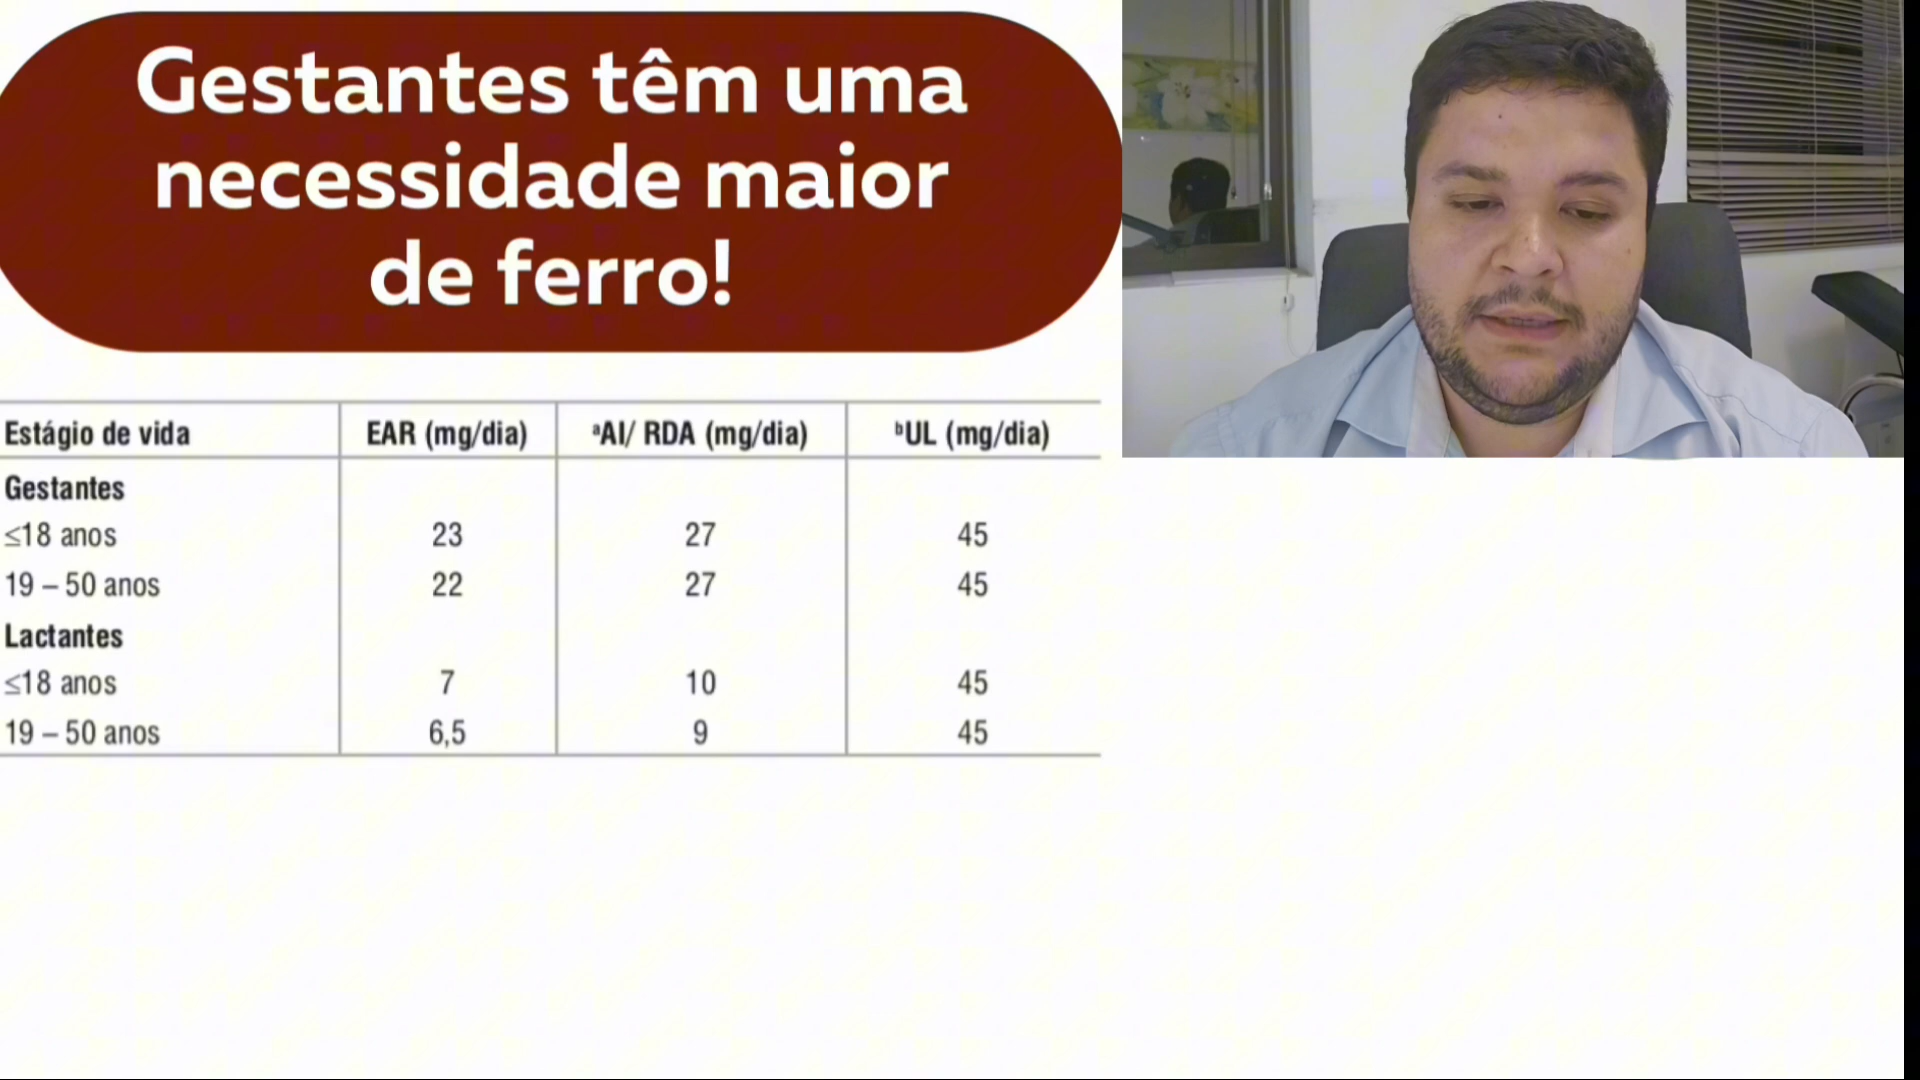 Gestantes têm uma
necessidade maior
de ferro!
Estágio de vida EAR (mg/dia) ªAI/ RDA (mg/dia) ᵇUL (mg/dia)
Gestantes
≤18 anos 23 27 45
19 – 50 anos 22 27 45
Lactantes
≤18 anos 7 10 45
19 – 50 anos 6,5 9 45